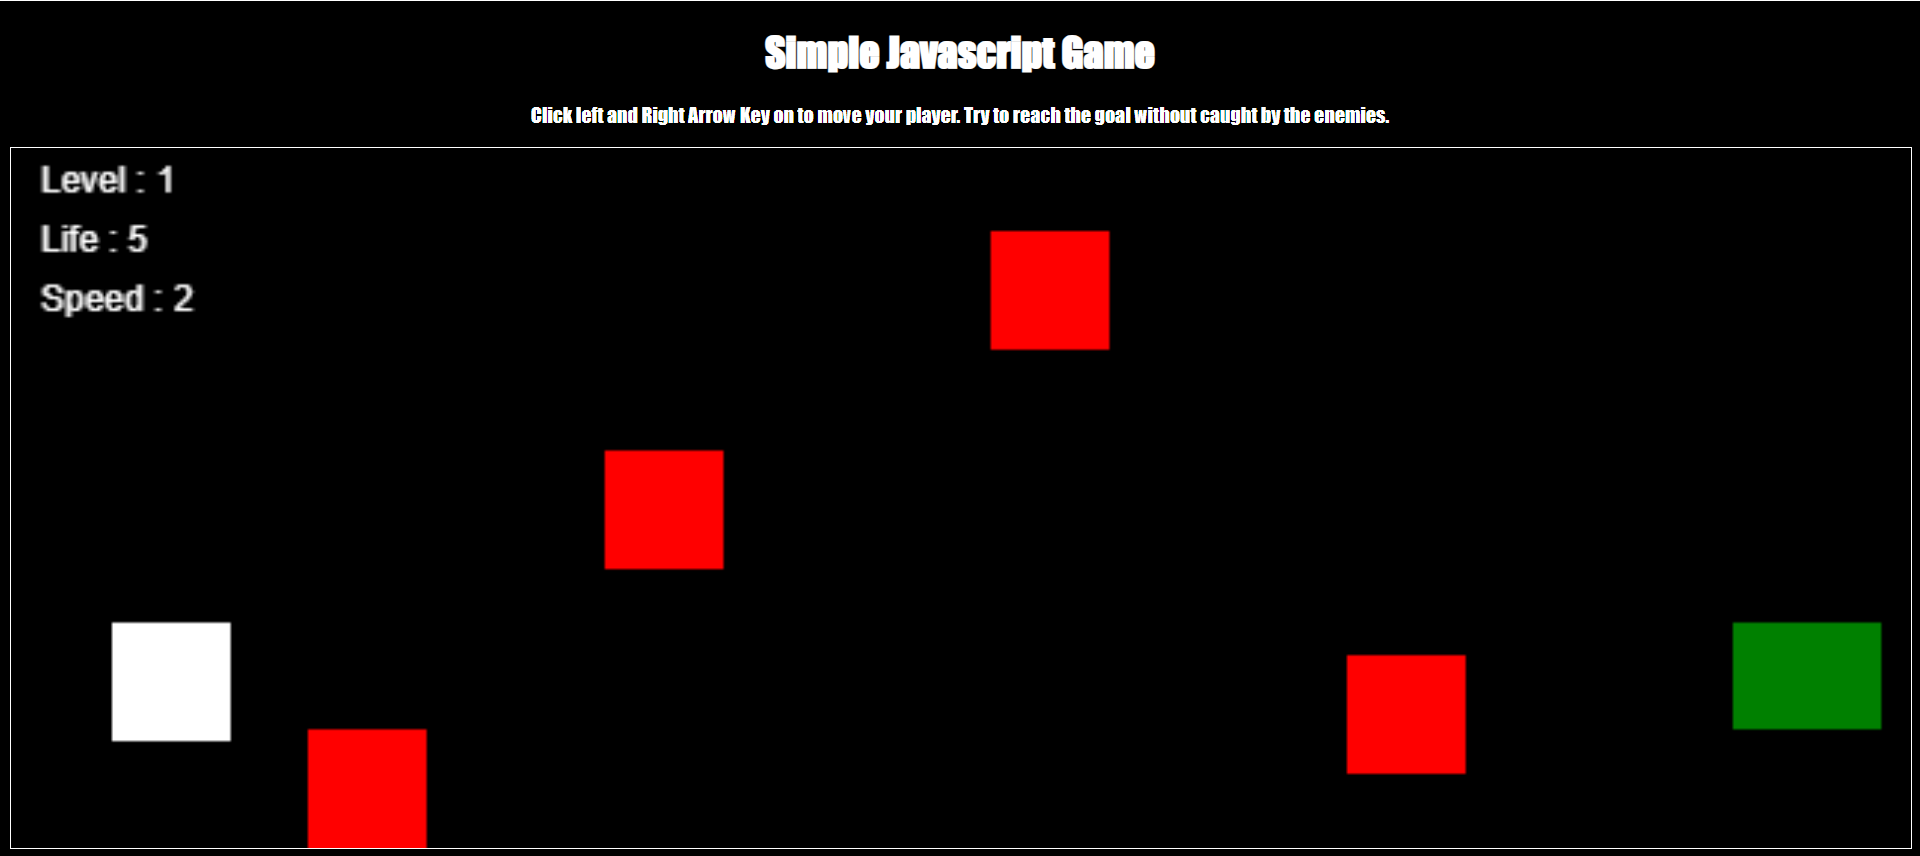 Simple Javascript Game
Click left and Right Arrow Key on to move your player. Try to reach the goal without caught by the enemies.
Level : 1
Life : 5
Speed : 2